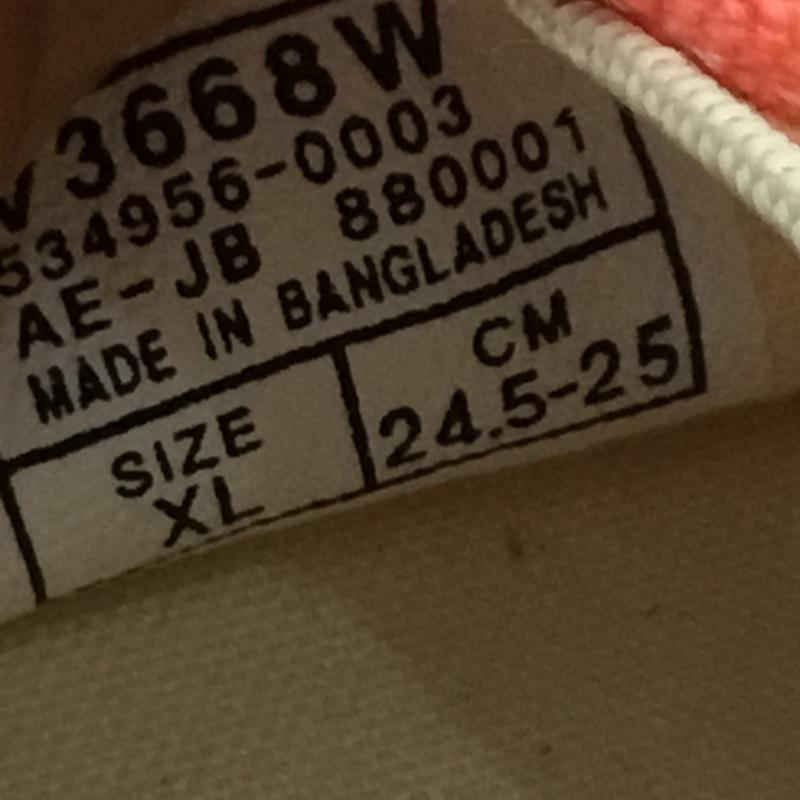 3668W
534956-0003
AE-JB 880001
MADE IN BANGLADESH
SIZE
XL
CM
24.5-25